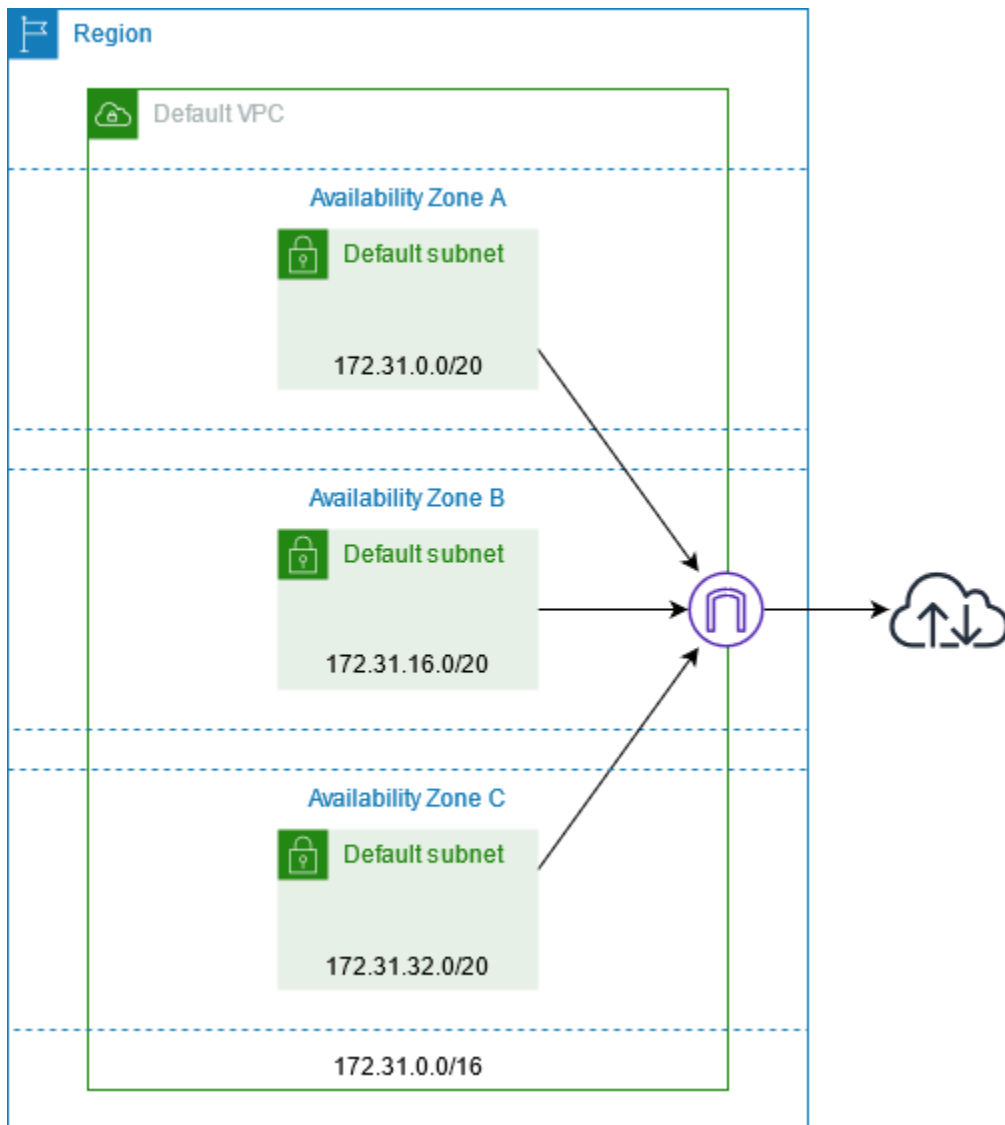 Region
Default VPC
Availability Zone A
Default subnet
172.31.0.0/20
Availability Zone B
Default subnet
172.31.16.0/20
Availability Zone C
Default subnet
172.31.32.0/20
172.31.0.0/16